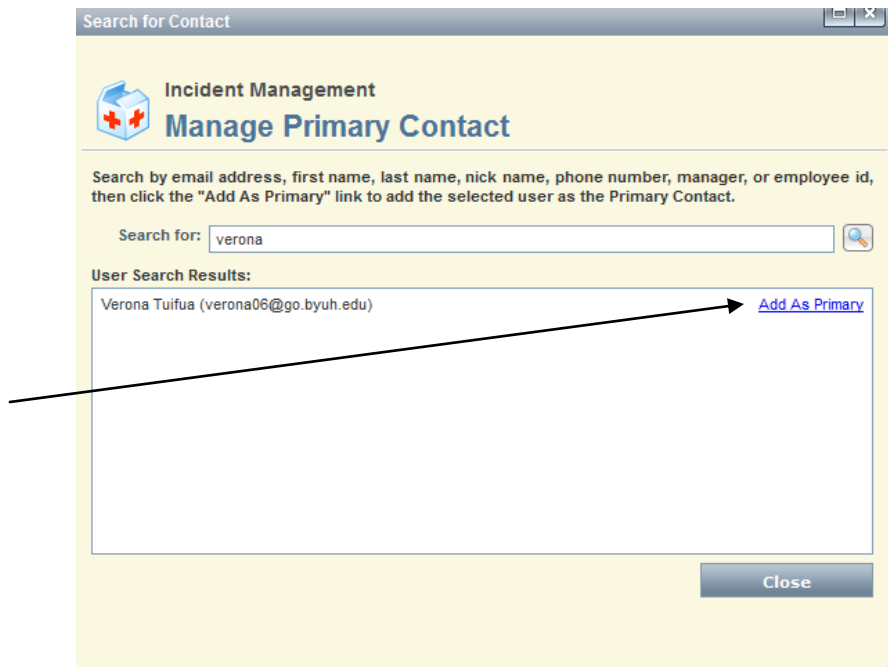 Search for Contact
Incident Management
Manage Primary Contact
Search by email address, first name, last name, nick name, phone number, manager, or employee id,
then click the "Add As Primary" link to add the selected user as the Primary Contact.
Search for: verona
User Search Results:
Verona Tuifua (verona06@go.byuh.edu) Add As Primary
Close